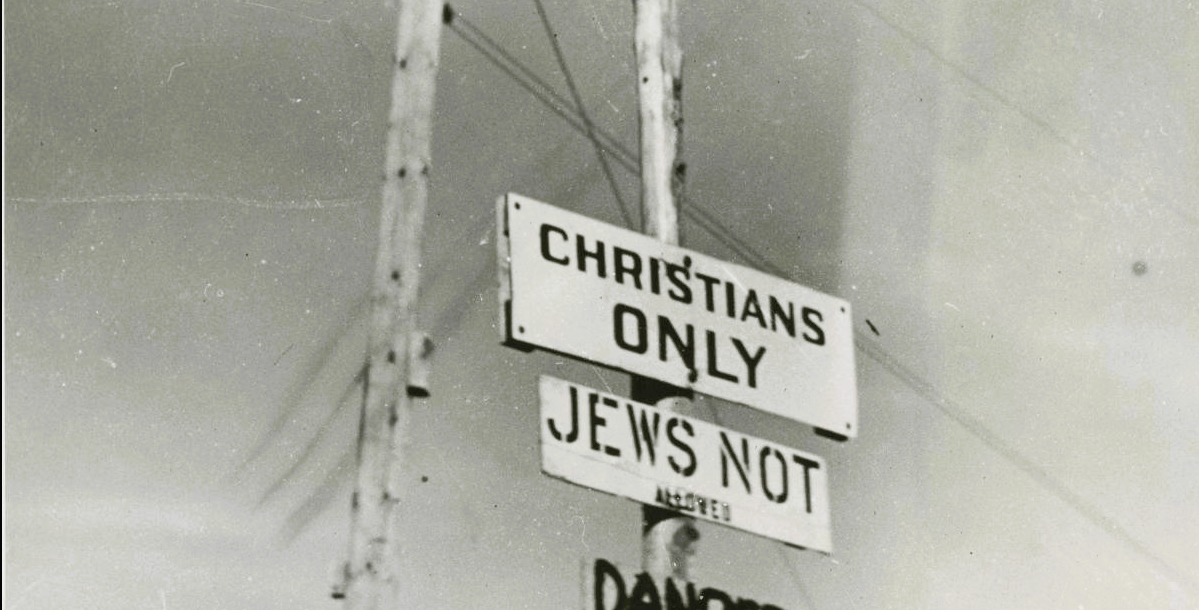 CHRISTIANS
ONLY
JEWS NOT
ALLOWED